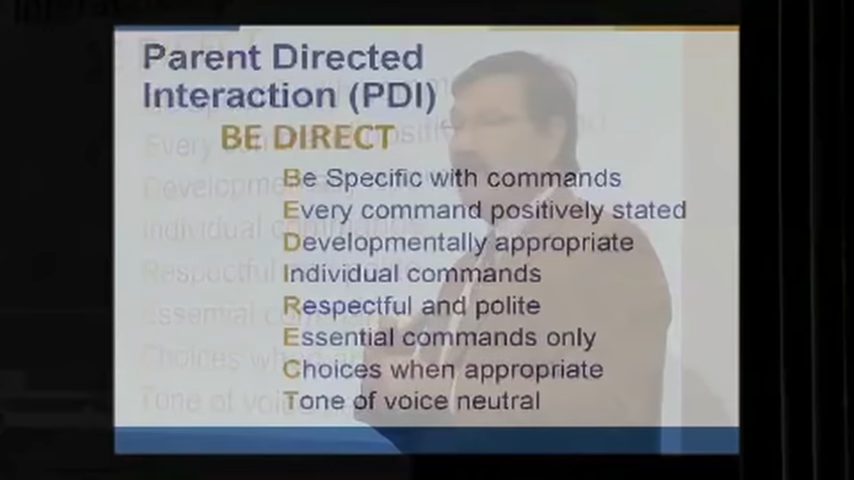 Parent Directed
Interaction (PDI)
BE DIRECT
Be Specific with commands
Every command positively stated
Developmentally appropriate
Individual commands
Respectful and polite
Essential commands only
Choices when appropriate
Tone of voice neutral